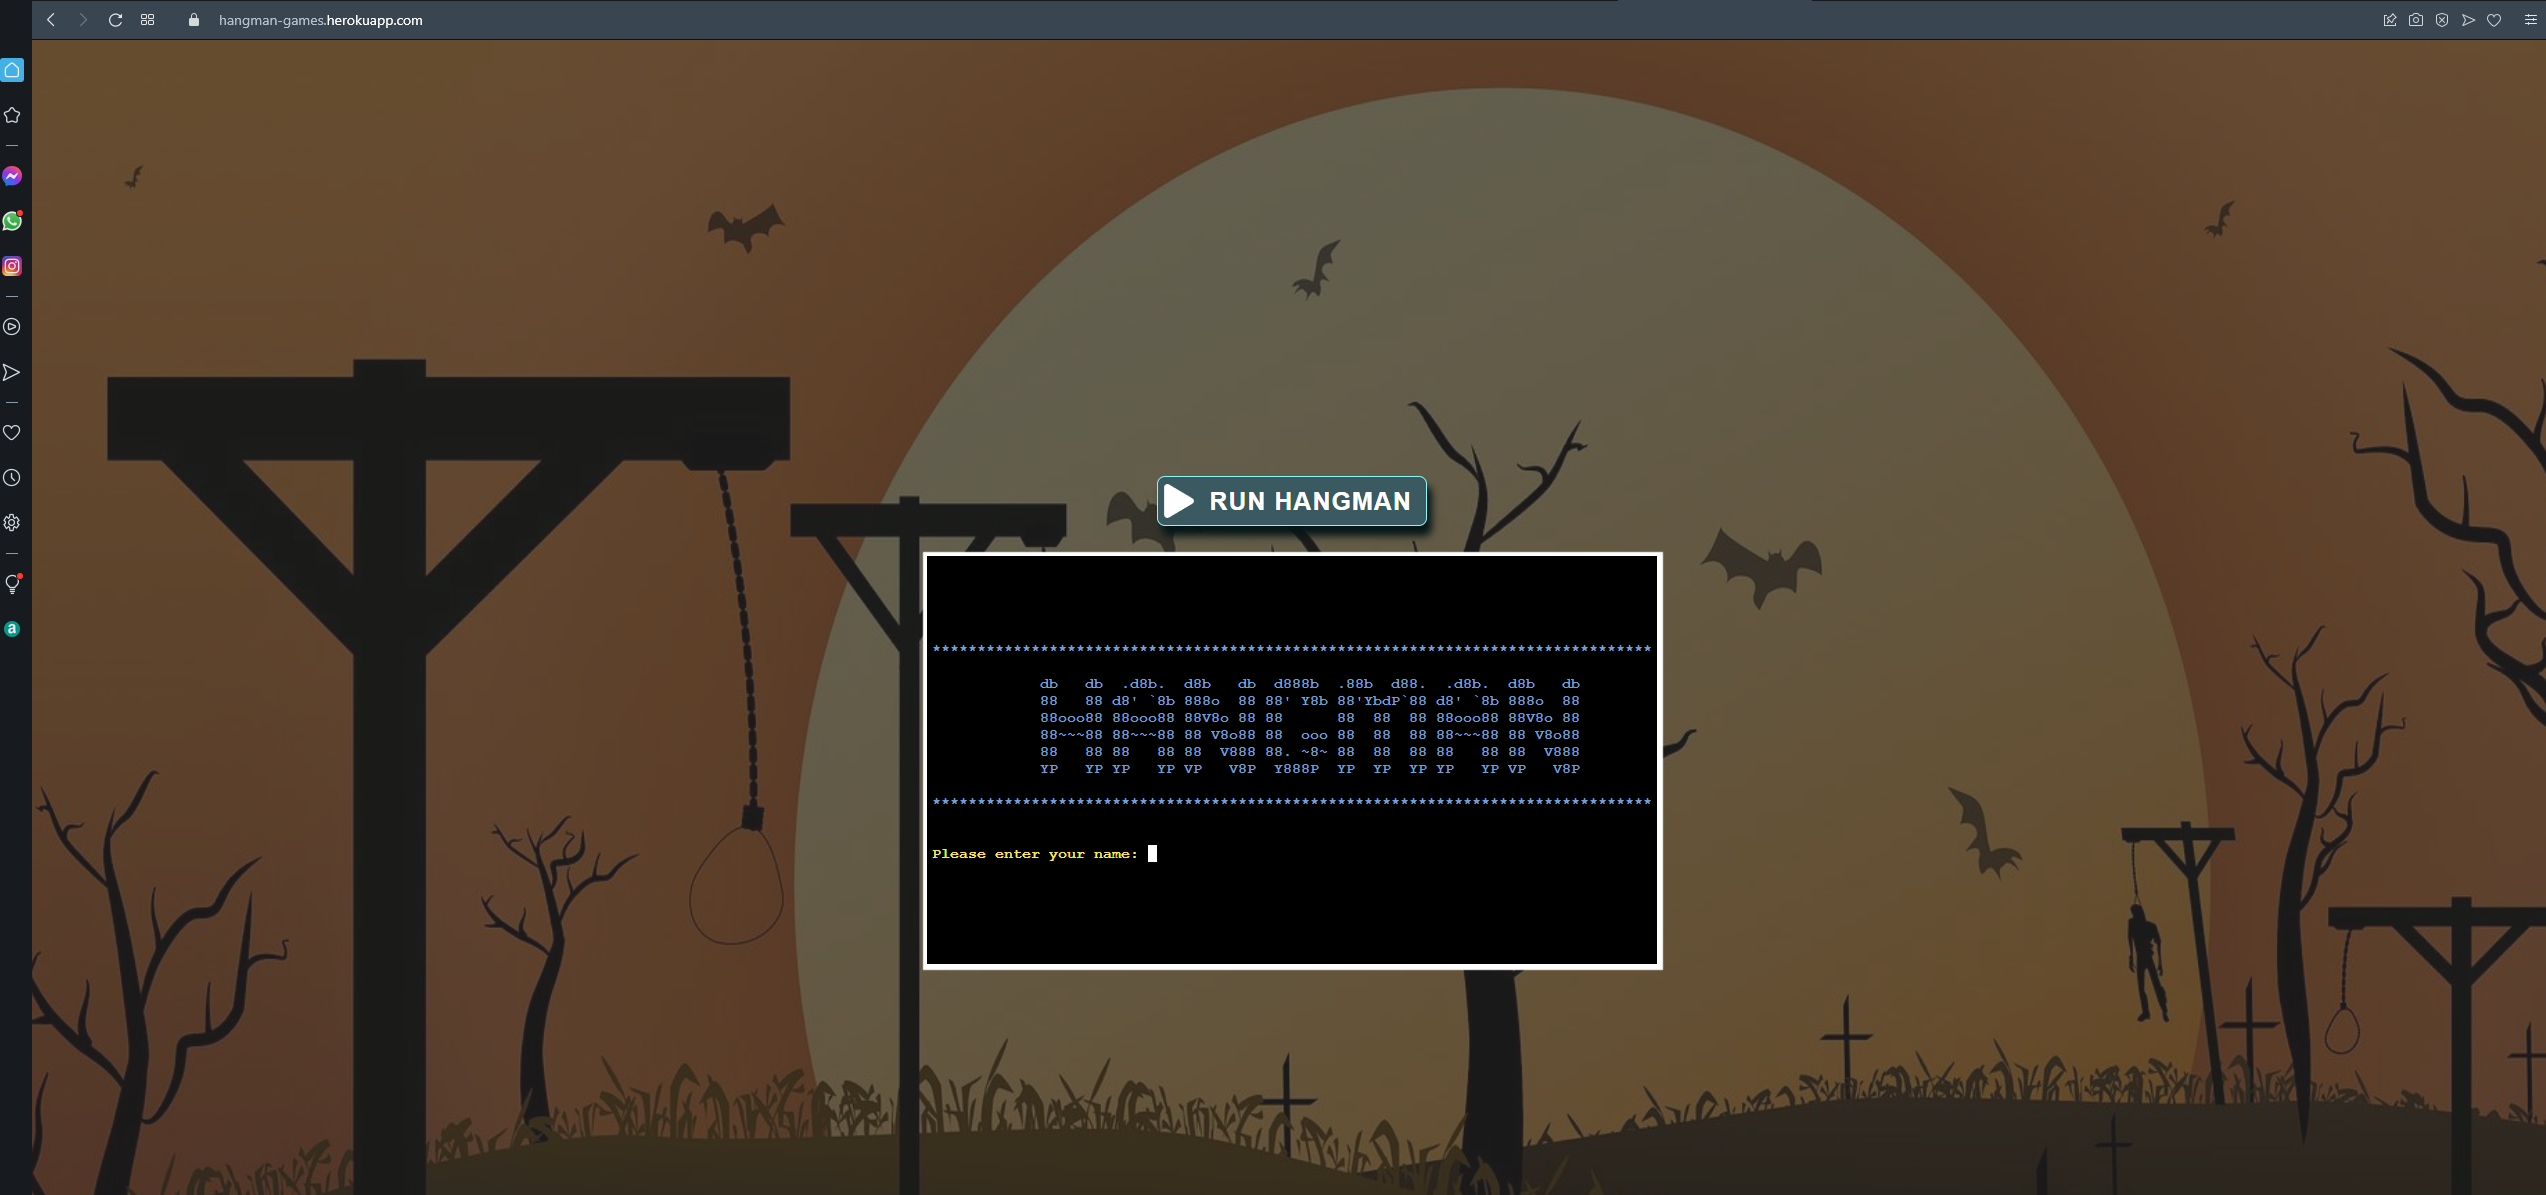 hangman-games.herokuapp.com
RUN HANGMAN
********************************************************************************
db   db  .d8b.  d8b   db  d888b  .88b  d88.  .d8b.  d8b   db
88   88 d8' `8b 888o  88 88' Y8b 88'YbdP`88 d8' `8b 888o  88
88ooo88 88ooo88 88V8o 88 88      88  88  88 88ooo88 88V8o 88
88~~~88 88~~~88 88 V8o88 88  ooo 88  88  88 88~~~88 88 V8o88
88   88 88   88 88  V888 88. ~8~ 88  88  88 88   88 88  V888
YP   YP YP   YP VP   V8P  Y888P  YP  YP  YP YP   YP VP   V8P
********************************************************************************
Please enter your name:
a